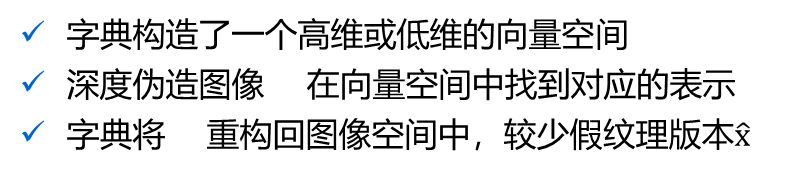 ✓ 字典构造了一个高维或低维的向量空间
✓ 深度伪造图像 在向量空间中找到对应的表示
✓ 字典将 重构回图像空间中，较少假纹理版本x̂